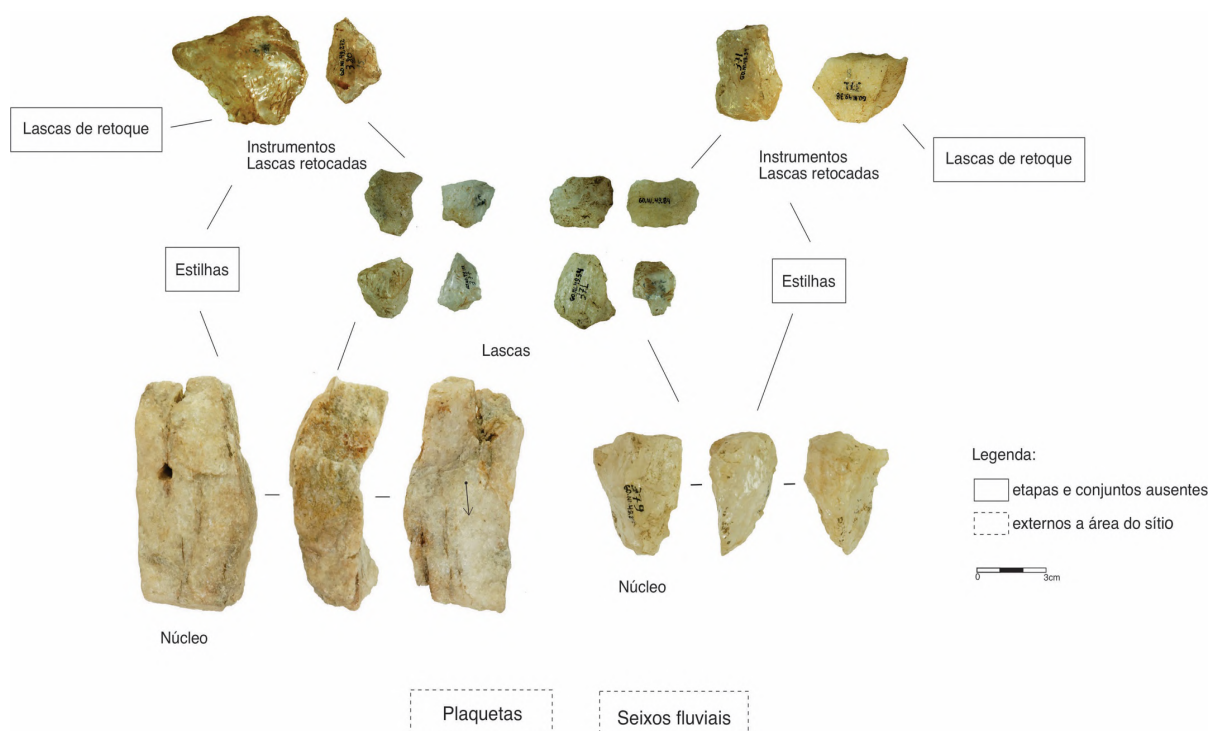 Lascas de retoque
Instrumentos
Lascas retocadas
Instrumentos
Lascas retocadas
Lascas de retoque
Estilhas
Estilhas
Lascas
Legenda:
etapas e conjuntos ausentes
externos a área do sítio
0 3cm
379
Núcleo
Núcleo
Plaquetas
Seixos fluviais